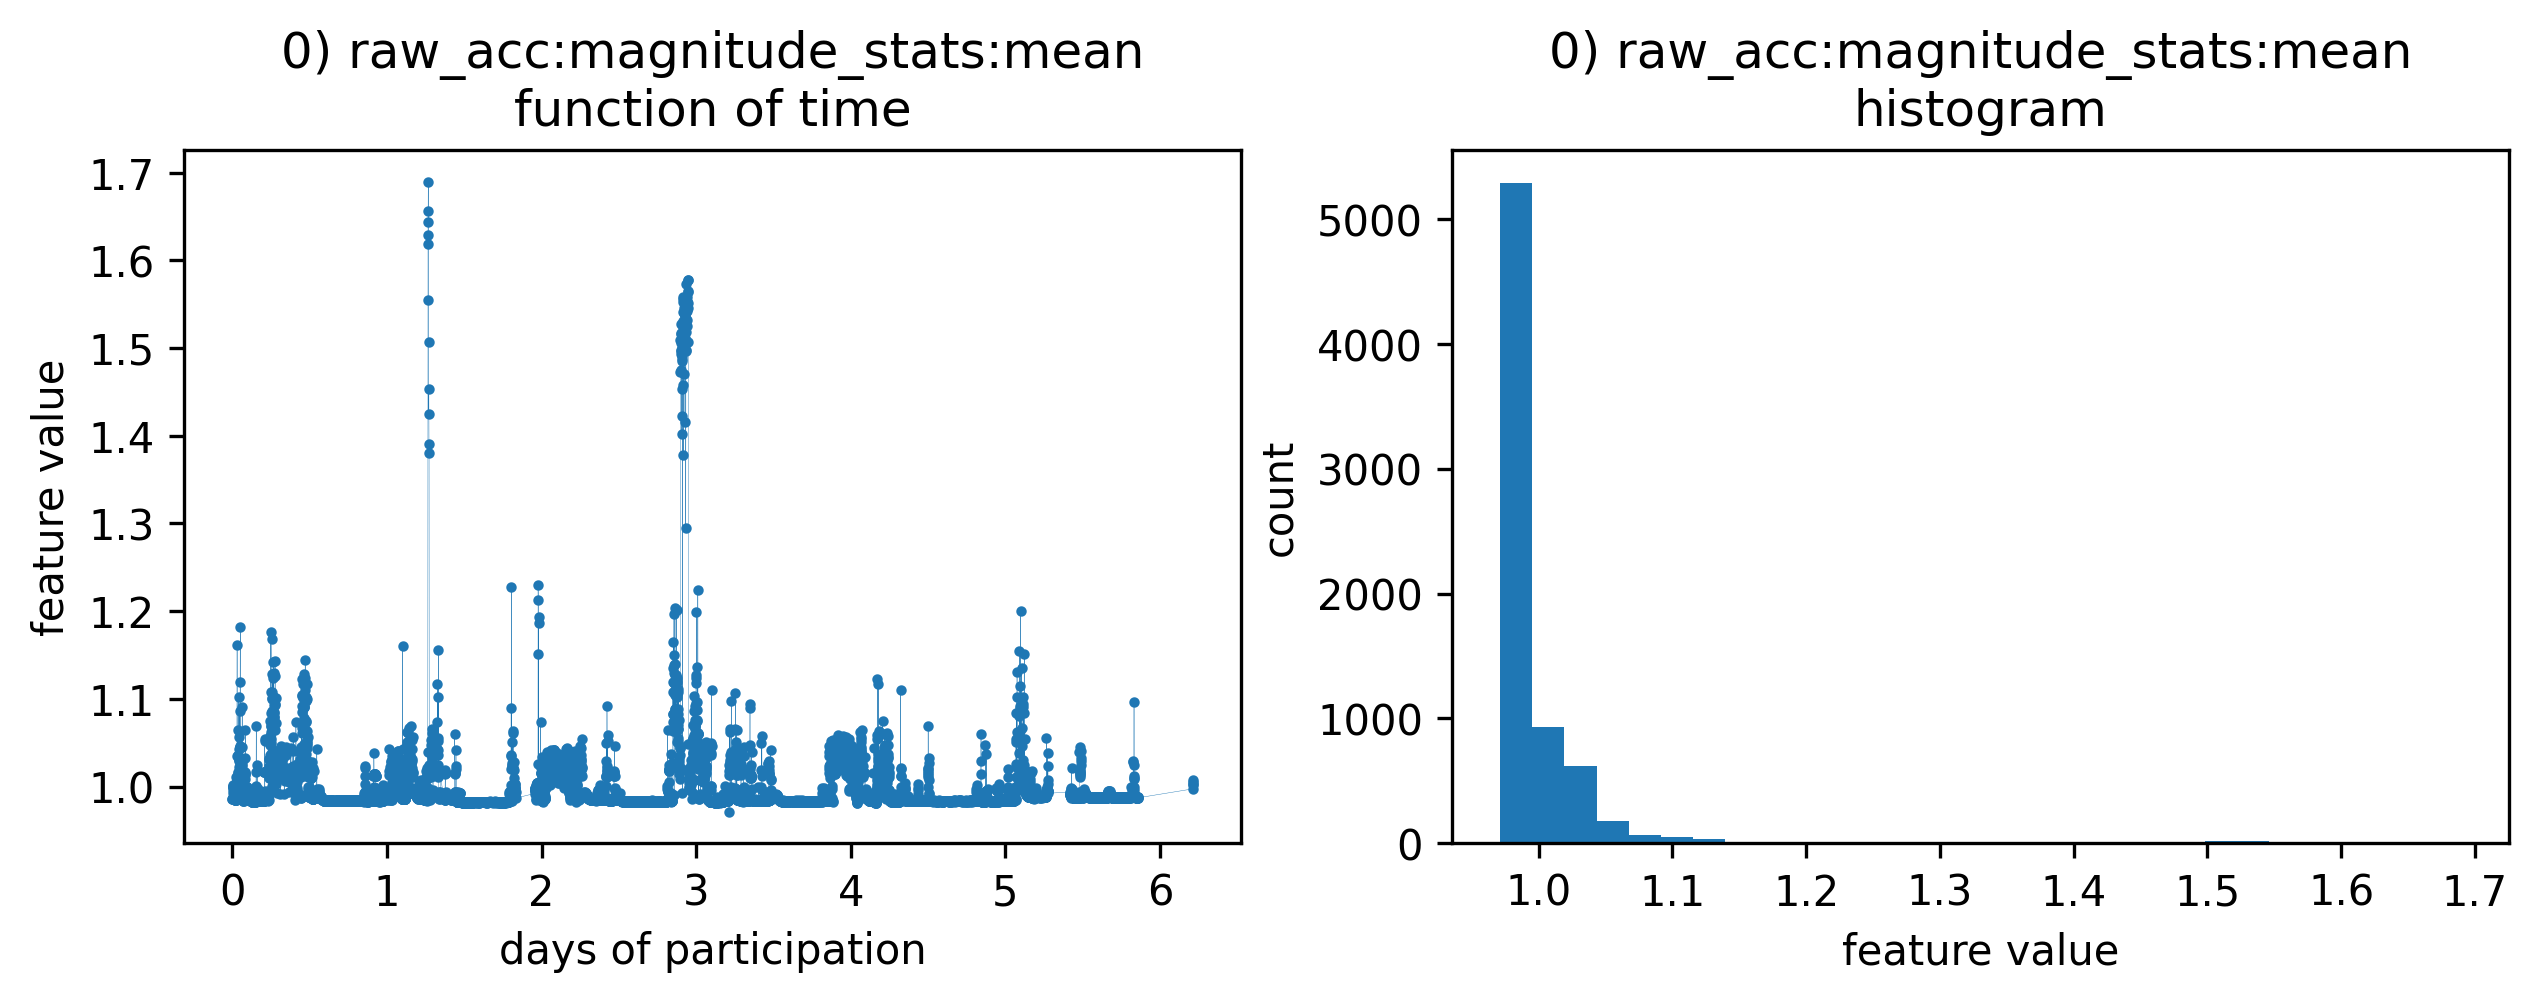 0) raw_acc:magnitude_stats:mean
function of time
1.7
1.6
1.5
1.4
1.3
1.2
1.1
1.0
feature value
0 1 2 3 4 5 6
days of participation
0) raw_acc:magnitude_stats:mean
histogram
5000
4000
3000
2000
1000
0
count
1.0 1.1 1.2 1.3 1.4 1.5 1.6 1.7
feature value